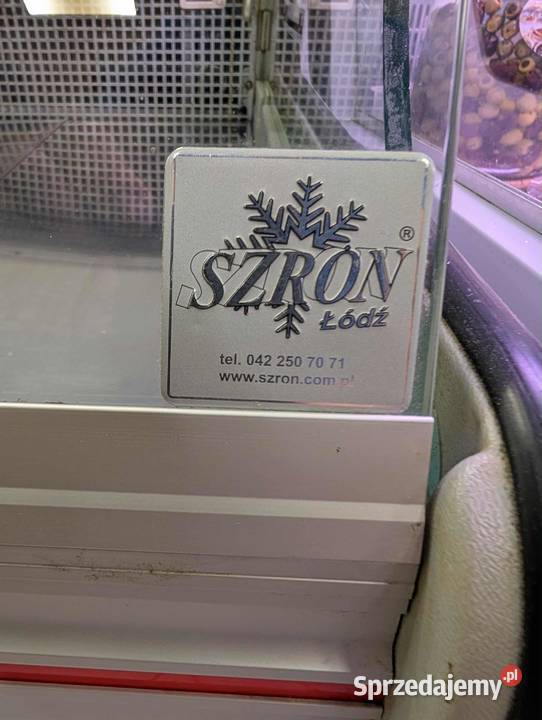 SZRON ®
Łódź
tel. 042 250 70 71
www.szron.com.pl
Sprzedajemy.pl